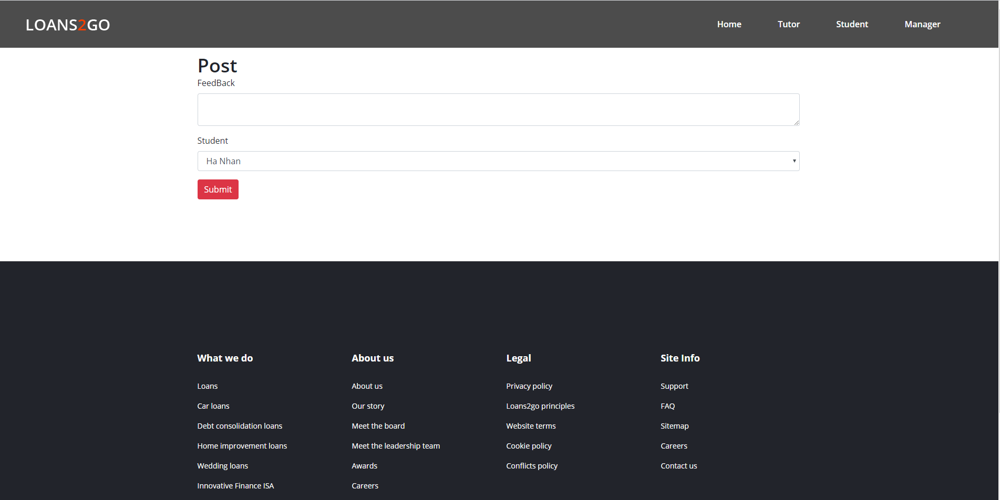 LOANS2GO
Home Tutor Student Manager
Post
FeedBack
Student
Ha Nhan
Submit
What we do
Loans
Car loans
Debt consolidation loans
Home improvement loans
Wedding loans
Innovative Finance ISA
About us
About us
Our story
Meet the board
Meet the leadership team
Awards
Careers
Legal
Privacy policy
Loans2go principles
Website terms
Cookie policy
Conflicts policy
Site Info
Support
FAQ
Sitemap
Careers
Contact us